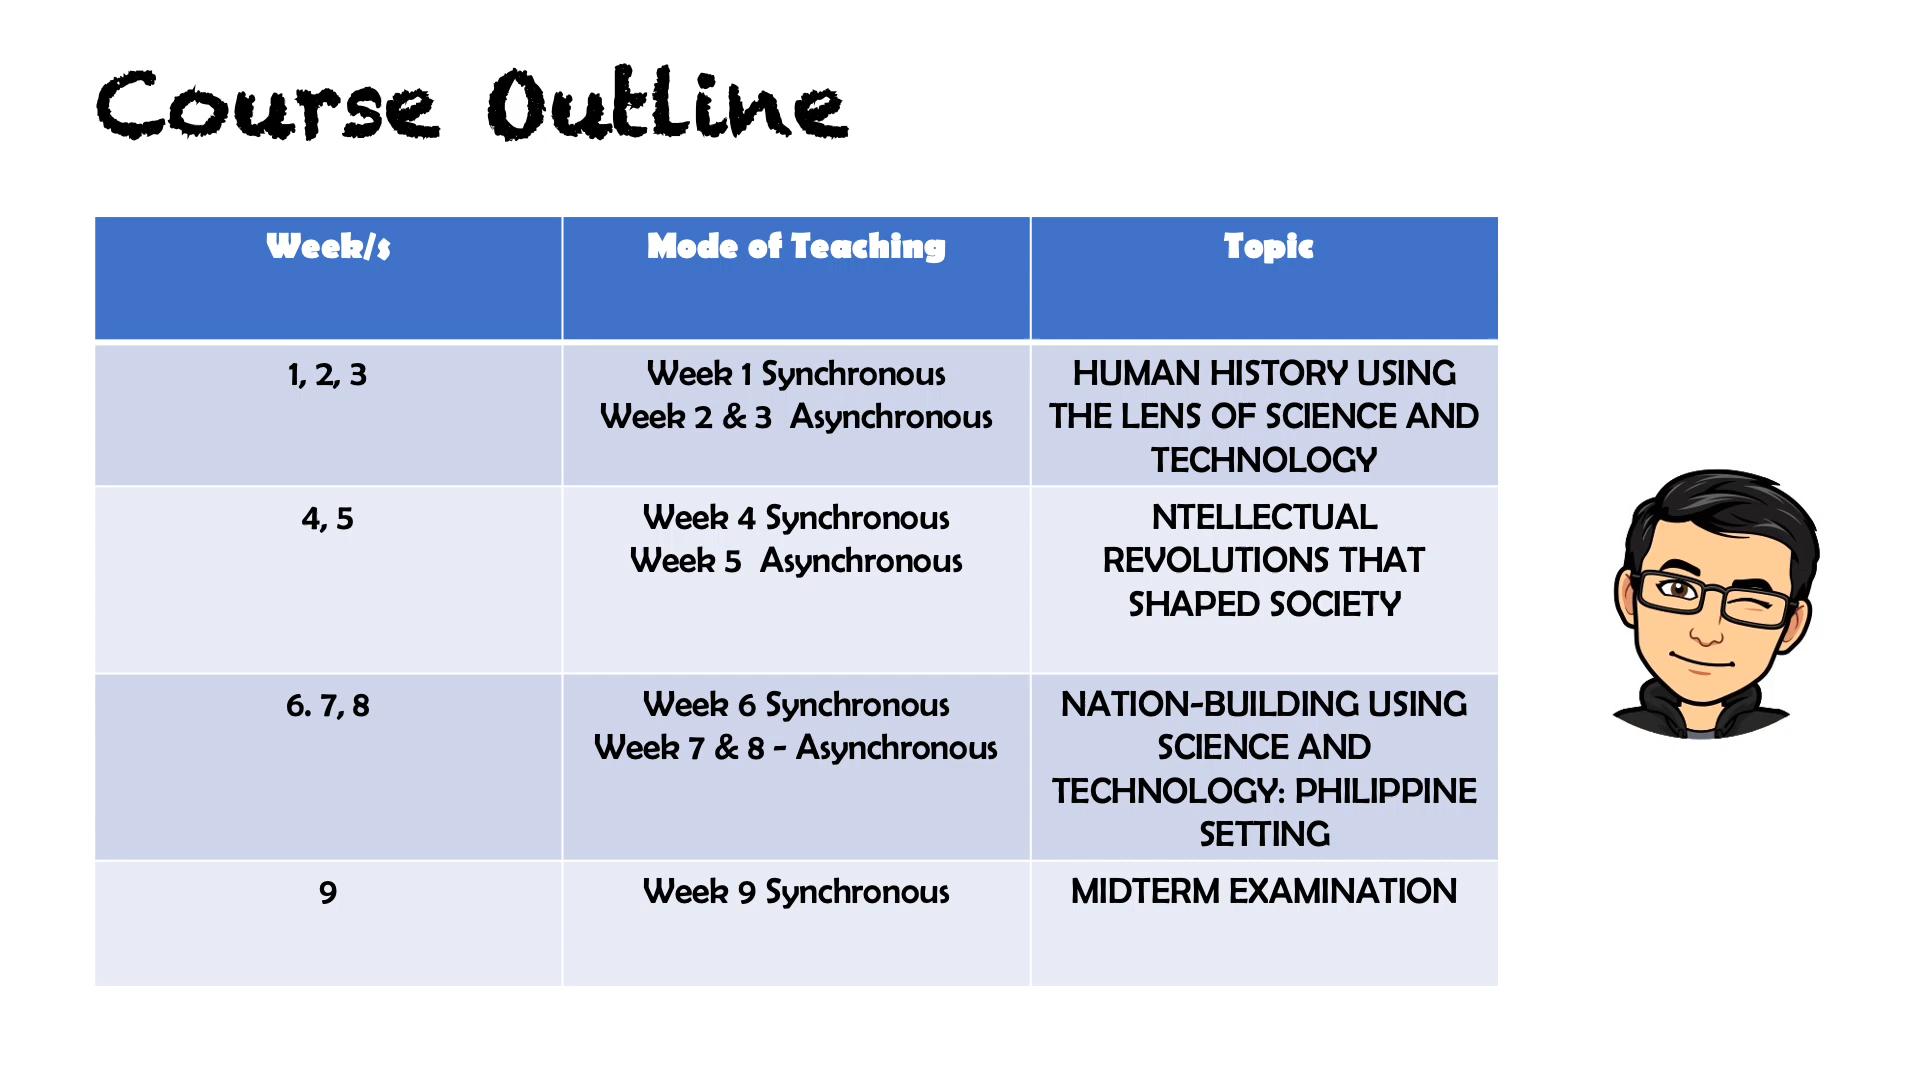 Course Outline
Week/s
Mode of Teaching
Topic
1, 2, 3
Week 1 Synchronous
Week 2 & 3  Asynchronous
HUMAN HISTORY USING
THE LENS OF SCIENCE AND
TECHNOLOGY
4, 5
Week 4 Synchronous
Week 5  Asynchronous
NTELLECTUAL
REVOLUTIONS THAT
SHAPED SOCIETY
6. 7, 8
Week 6 Synchronous
Week 7 & 8 - Asynchronous
NATION-BUILDING USING
SCIENCE AND
TECHNOLOGY: PHILIPPINE
SETTING
9
Week 9 Synchronous
MIDTERM EXAMINATION